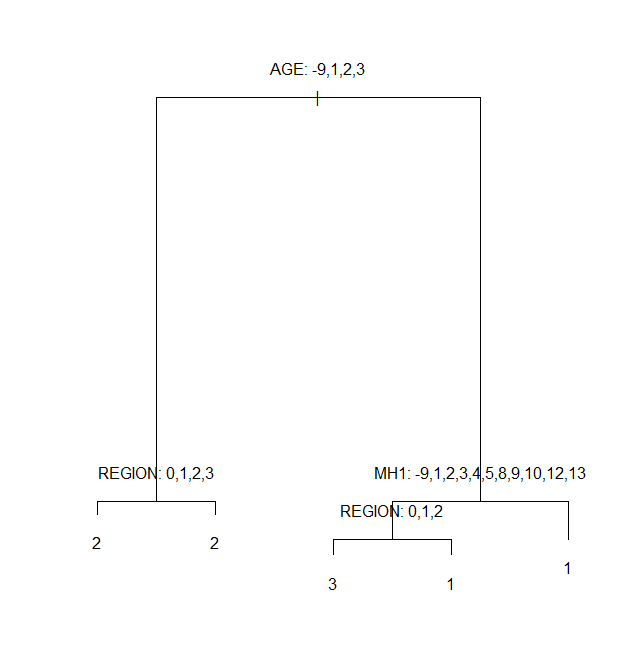 AGE: -9,1,2,3
REGION: 0,1,2,3
MH1: -9,1,2,3,4,5,8,9,10,12,13
REGION: 0,1,2
2
2
3
1
1